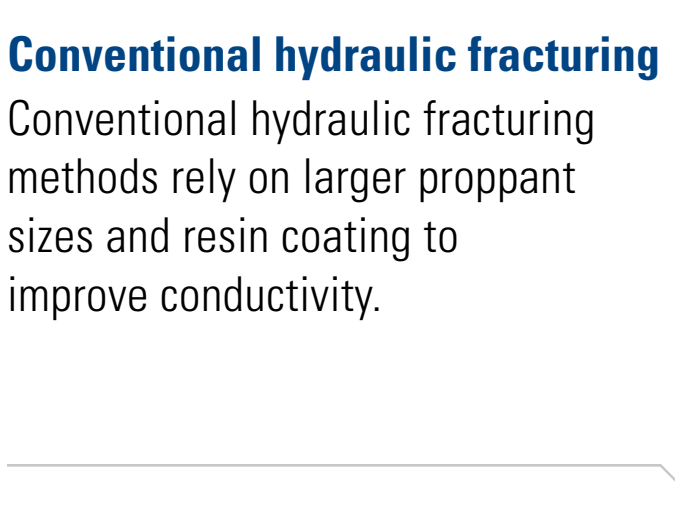 Conventional hydraulic fracturing
Conventional hydraulic fracturing
methods rely on larger proppant
sizes and resin coating to
improve conductivity.